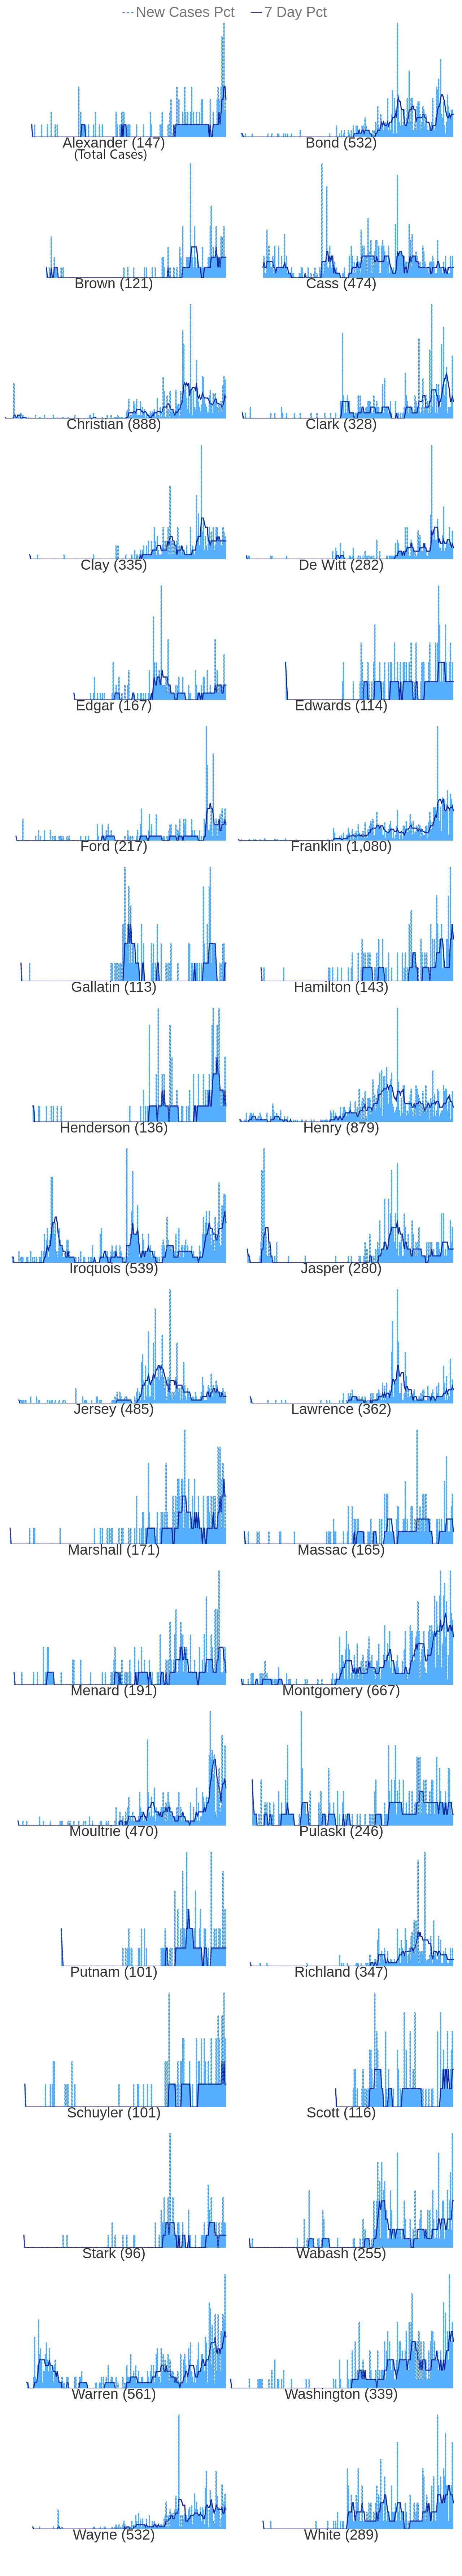 New Cases Pct 7 Day Pct
Alexander (147) Bond (532)
(Total Cases)
Brown (121) Cass (474)
Christian (888) Clark (328)
Clay (335) De Witt (282)
Edgar (167) Edwards (114)
Ford (217) Franklin (1,080)
Gallatin (113) Hamilton (143)
Henderson (136) Henry (879)
Iroquois (539) Jasper (280)
Jersey (485) Lawrence (362)
Marshall (171) Massac (165)
Menard (191) Montgomery (667)
Moultrie (470) Pulaski (246)
Putnam (101) Richland (347)
Schuyler (101) Scott (116)
Stark (96) Wabash (255)
Warren (561) Washington (339)
Wayne (532) White (289)